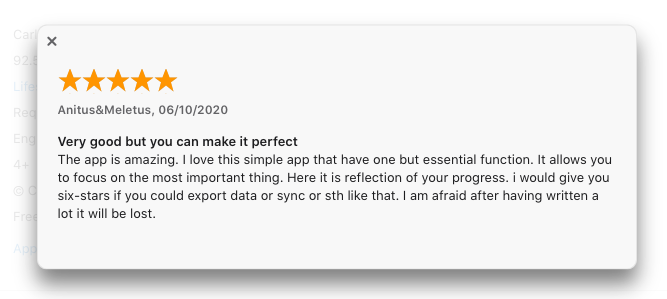 ×
Anitus&Meletus, 06/10/2020
Very good but you can make it perfect
The app is amazing. I love this simple app that have one but essential function. It allows you
to focus on the most important thing. Here it is reflection of your progress. i would give you
six-stars if you could export data or sync or sth like that. I am afraid after having written a
lot it will be lost.